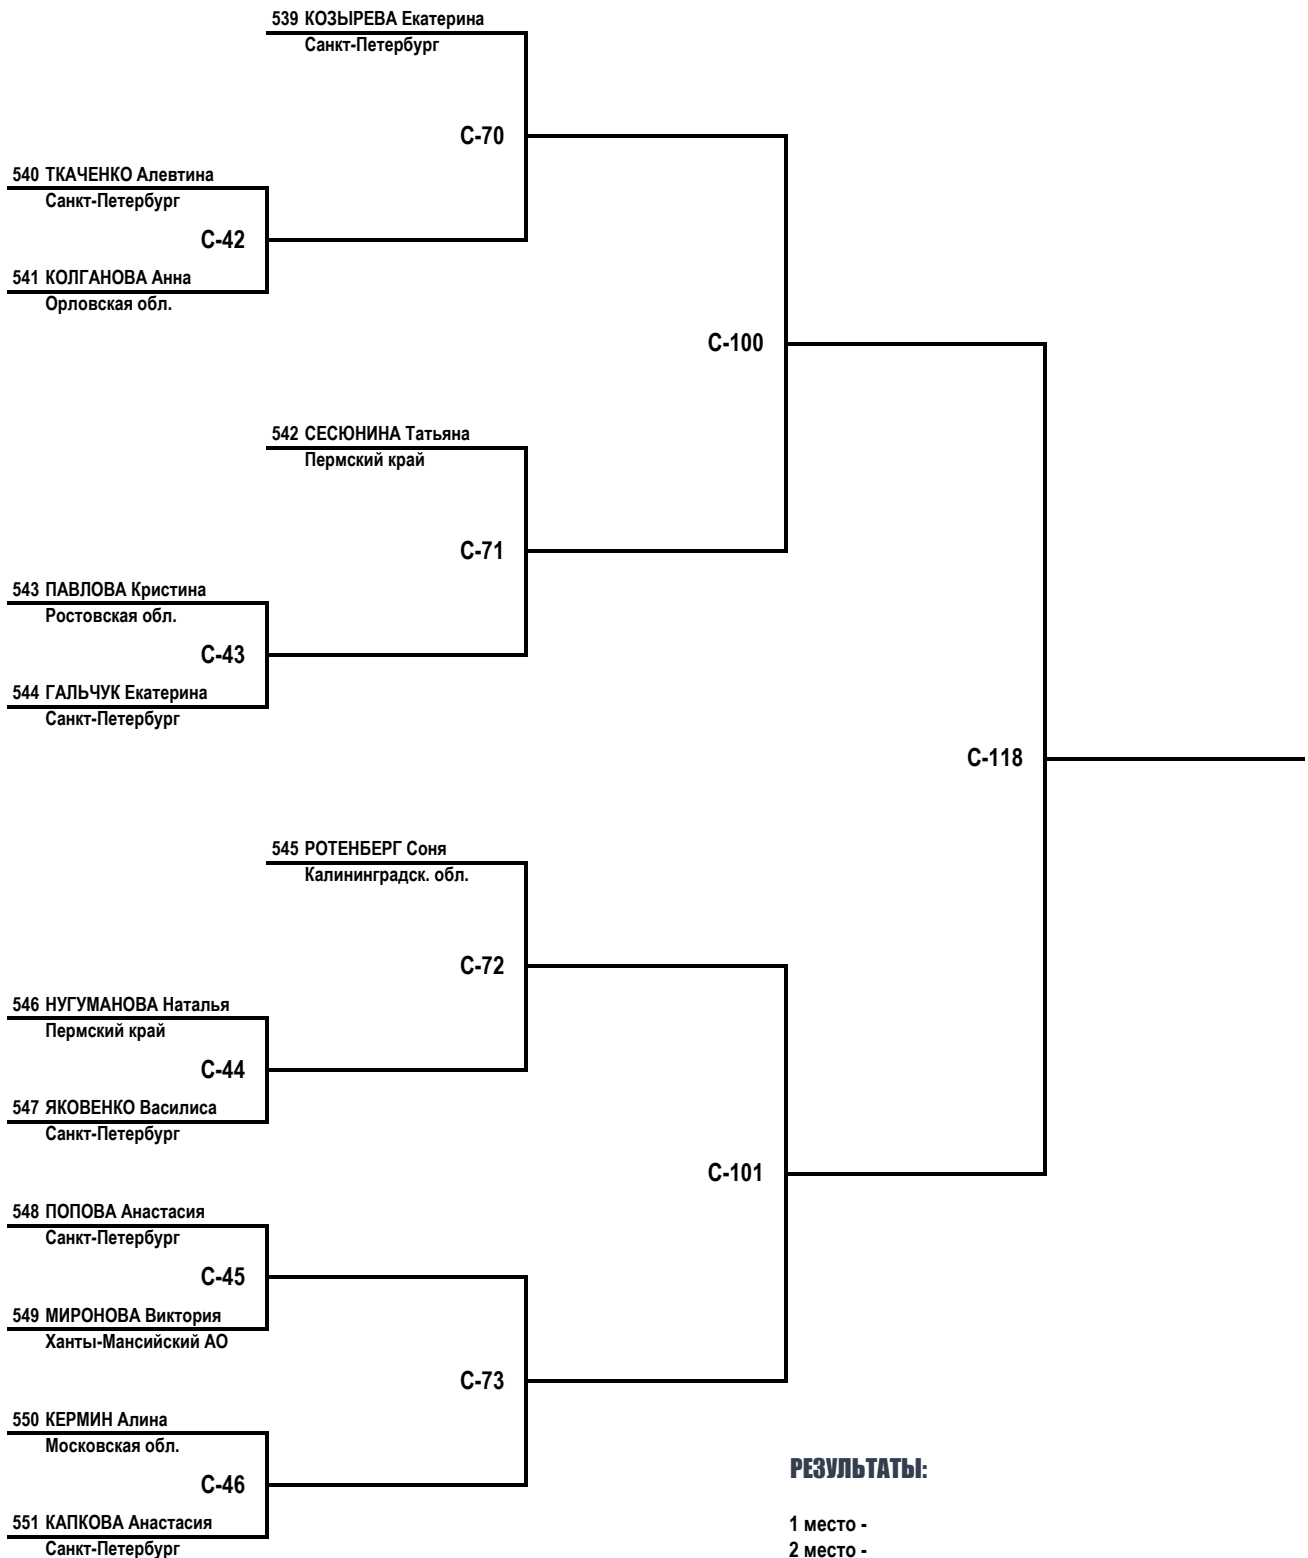 539 КОЗЫРЕВА Екатерина
Санкт-Петербург
С-70
540 ТКАЧЕНКО Алевтина
Санкт-Петербург
С-42
541 КОЛГАНОВА Анна
Орловская обл.
С-100
542 СЕСЮНИНА Татьяна
Пермский край
С-71
543 ПАВЛОВА Кристина
Ростовская обл.
С-43
544 ГАЛЬЧУК Екатерина
Санкт-Петербург
С-118
545 РОТЕНБЕРГ Соня
Калининградск. обл.
С-72
546 НУГУМАНОВА Наталья
Пермский край
С-44
547 ЯКОВЕНКО Василиса
Санкт-Петербург
С-101
548 ПОПОВА Анастасия
Санкт-Петербург
С-45
549 МИРОНОВА Виктория
Ханты-Мансийский АО
С-73
550 КЕРМИН Алина
Московская обл.
С-46
551 КАПКОВА Анастасия
Санкт-Петербург
РЕЗУЛЬТАТЫ:
1 место -
2 место -